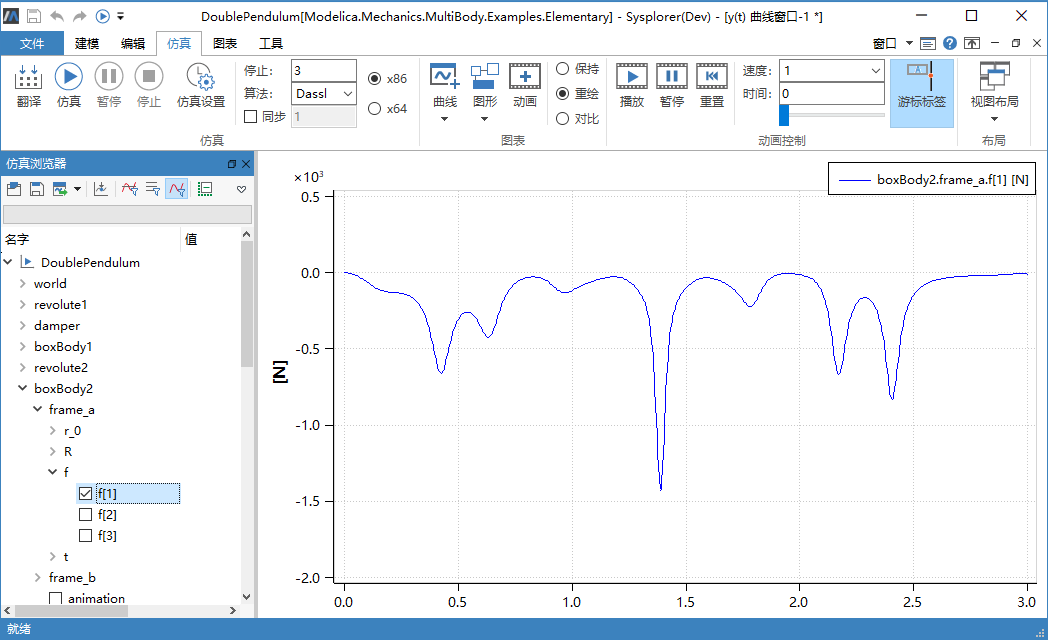 DoublePendulum[Modelica.Mechanics.MultiBody.Examples.Elementary] - Sysplorer(Dev) - [y(t) 曲线窗口-1 *]
文件 建模 编辑 仿真 图表 工具 窗口
翻译 仿真 暂停 停止 仿真设置
停止: 3
算法: Dassl
同步 1
x86
x64
仿真
曲线 图形 动画
保持
重绘
对比
图表
播放 暂停 重置
速度: 1
时间: 0
动画控制
A
游标标签
视图布局
布局
仿真浏览器
名字 值
DoublePendulum
world
revolute1
damper
boxBody1
revolute2
boxBody2
frame_a
r_0
R
f
f[1]
f[2]
f[3]
t
frame_b
animation
×10³
boxBody2.frame_a.f[1] [N]
0.5
0.0
-0.5
-1.0
-1.5
-2.0
[N]
0.0 0.5 1.0 1.5 2.0 2.5 3.0
就绪